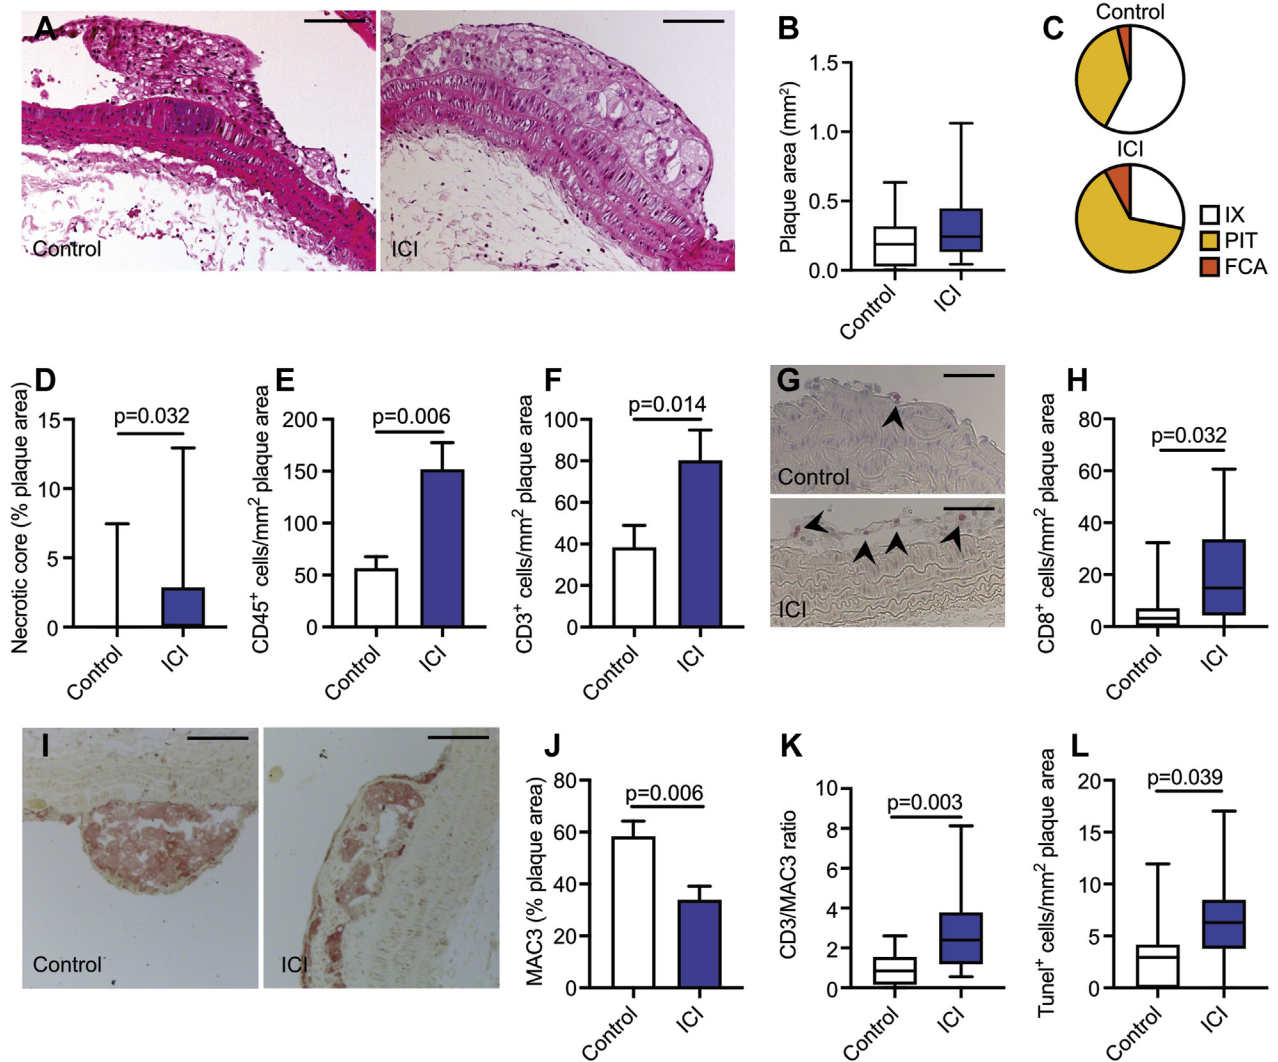 A
Control
ICI
B
Plaque area (mm²)
1.5
1.0
0.5
0.0
Control
ICI
C
Control
ICI
IX
PIT
FCA
D
Necrotic core (% plaque area)
15
10
5
0
p=0.032
Control
ICI
E
CD45⁺ cells/mm² plaque area
200
150
100
50
0
p=0.006
Control
ICI
F
CD3⁺ cells/mm² plaque area
100
80
60
40
20
0
p=0.014
Control
ICI
G
Control
ICI
H
CD8⁺ cells/mm² plaque area
80
60
40
20
0
p=0.032
Control
ICI
I
Control
ICI
J
MAC3 (% plaque area)
80
60
40
20
0
p=0.006
Control
ICI
K
CD3/MAC3 ratio
10
8
6
4
2
0
p=0.003
Control
ICI
L
Tunel⁺ cells/mm² plaque area
20
15
10
5
0
p=0.039
Control
ICI